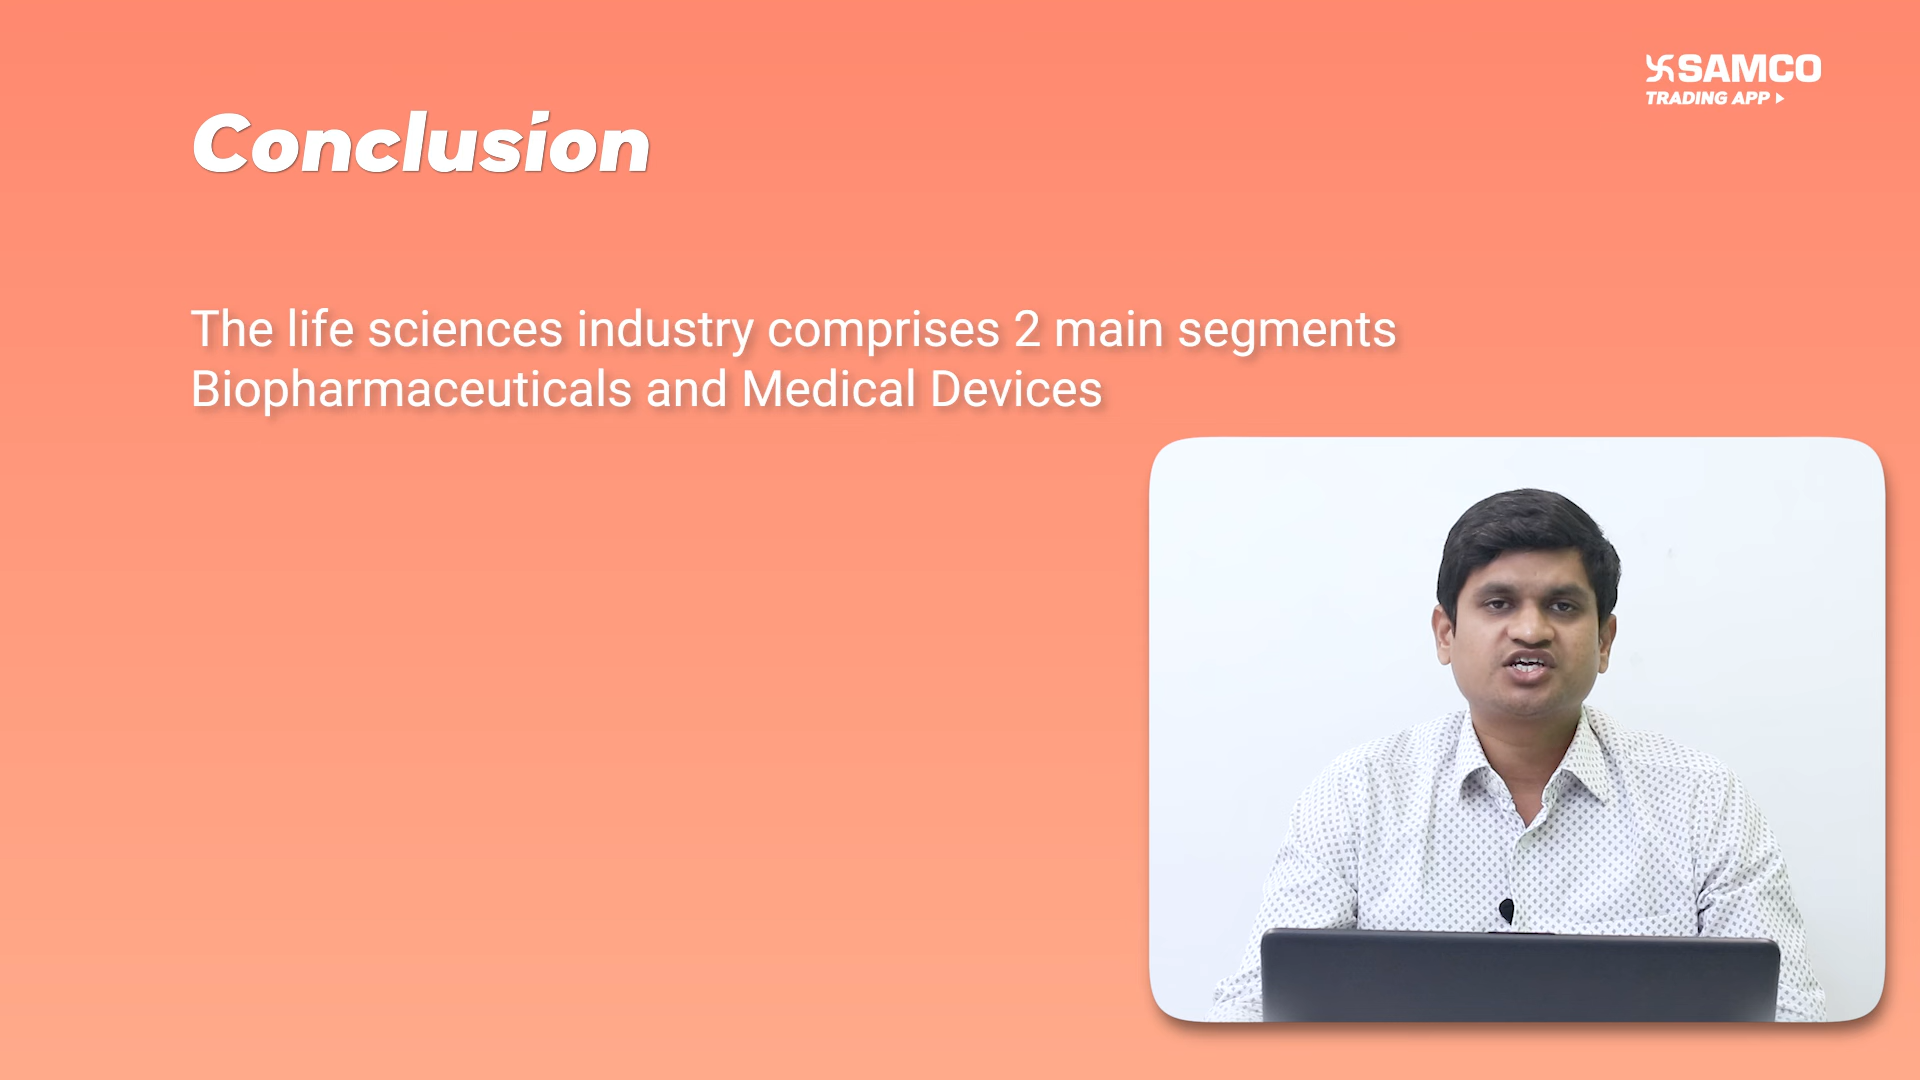 SAMCO
TRADING APP
Conclusion
The life sciences industry comprises 2 main segments
Biopharmaceuticals and Medical Devices